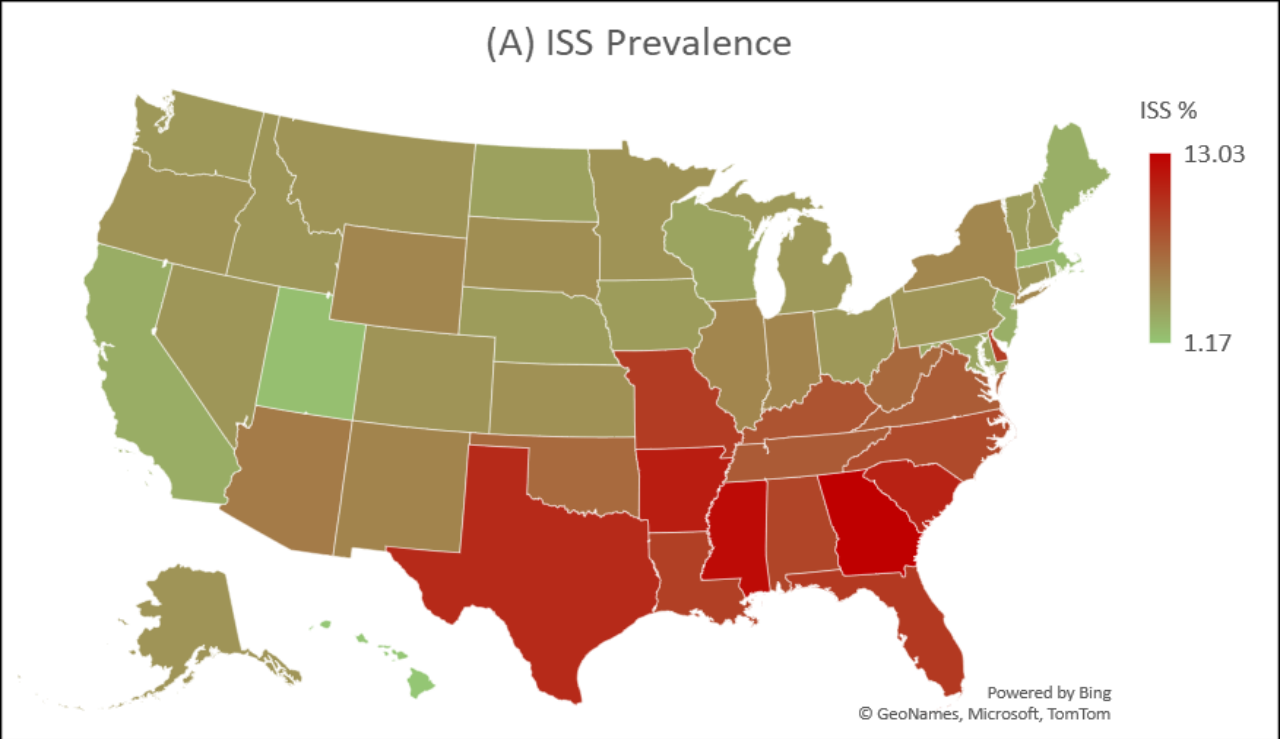 (A) ISS Prevalence
ISS %
13.03
1.17
Powered by Bing
© GeoNames, Microsoft, TomTom